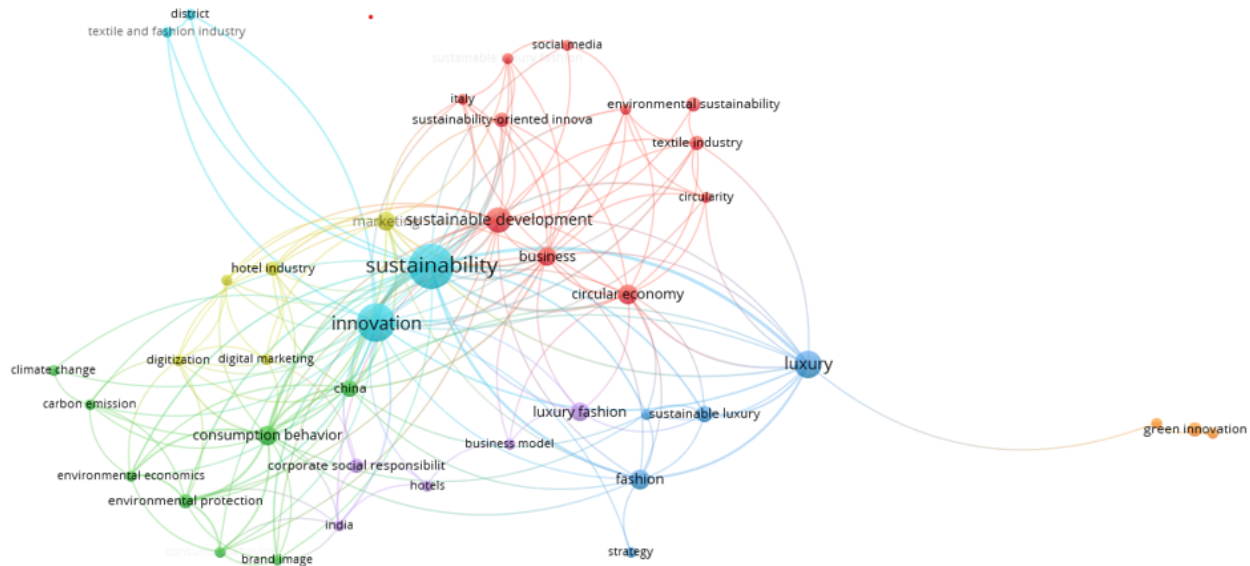 district
textile and fashion industry
social media
sustainable luxury fashion
italy
environmental sustainability
sustainability-oriented innova
textile industry
circularity
marketing
sustainable development
business
sustainability
hotel industry
circular economy
innovation
luxury
digitization
digital marketing
climate change
china
carbon emission
luxury fashion
sustainable luxury
green innovation
consumption behavior
business model
corporate social responsibilit
environmental economics
fashion
hotels
environmental protection
india
strategy
brand image